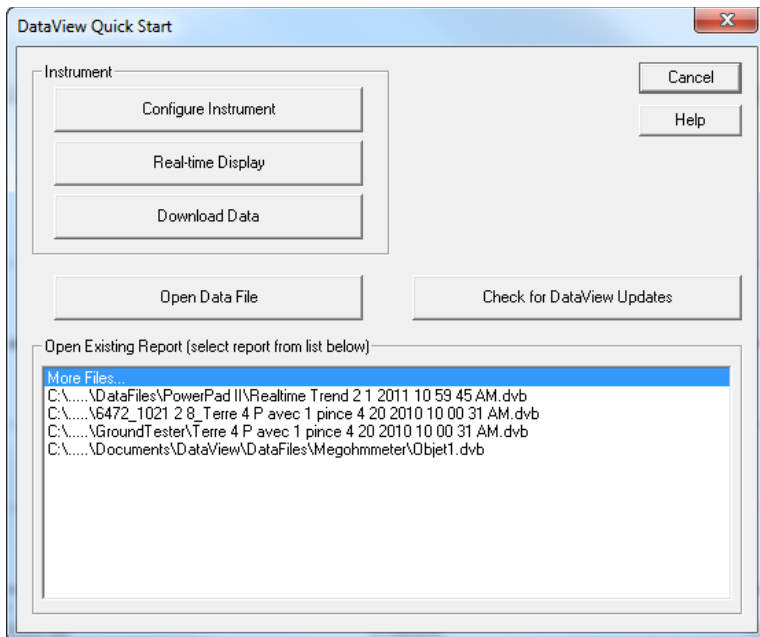 DataView Quick Start
Instrument
Configure Instrument
Real-time Display
Download Data
Cancel
Help
Open Data File
Check for DataView Updates
Open Existing Report (select report from list below)
More Files...
C:\.....\DataFiles\PowerPad II\Realtime Trend 2 1 2011 10 59 45 AM.dvb
C:\.....\6472_1021 2 8_Terre 4 P avec 1 pince 4 20 2010 10 00 31 AM.dvb
C:\.....\GroundTester\Terre 4 P avec 1 pince 4 20 2010 10 00 31 AM.dvb
C:\.....\Documents\DataView\DataFiles\Megohmmeter\Objet1.dvb